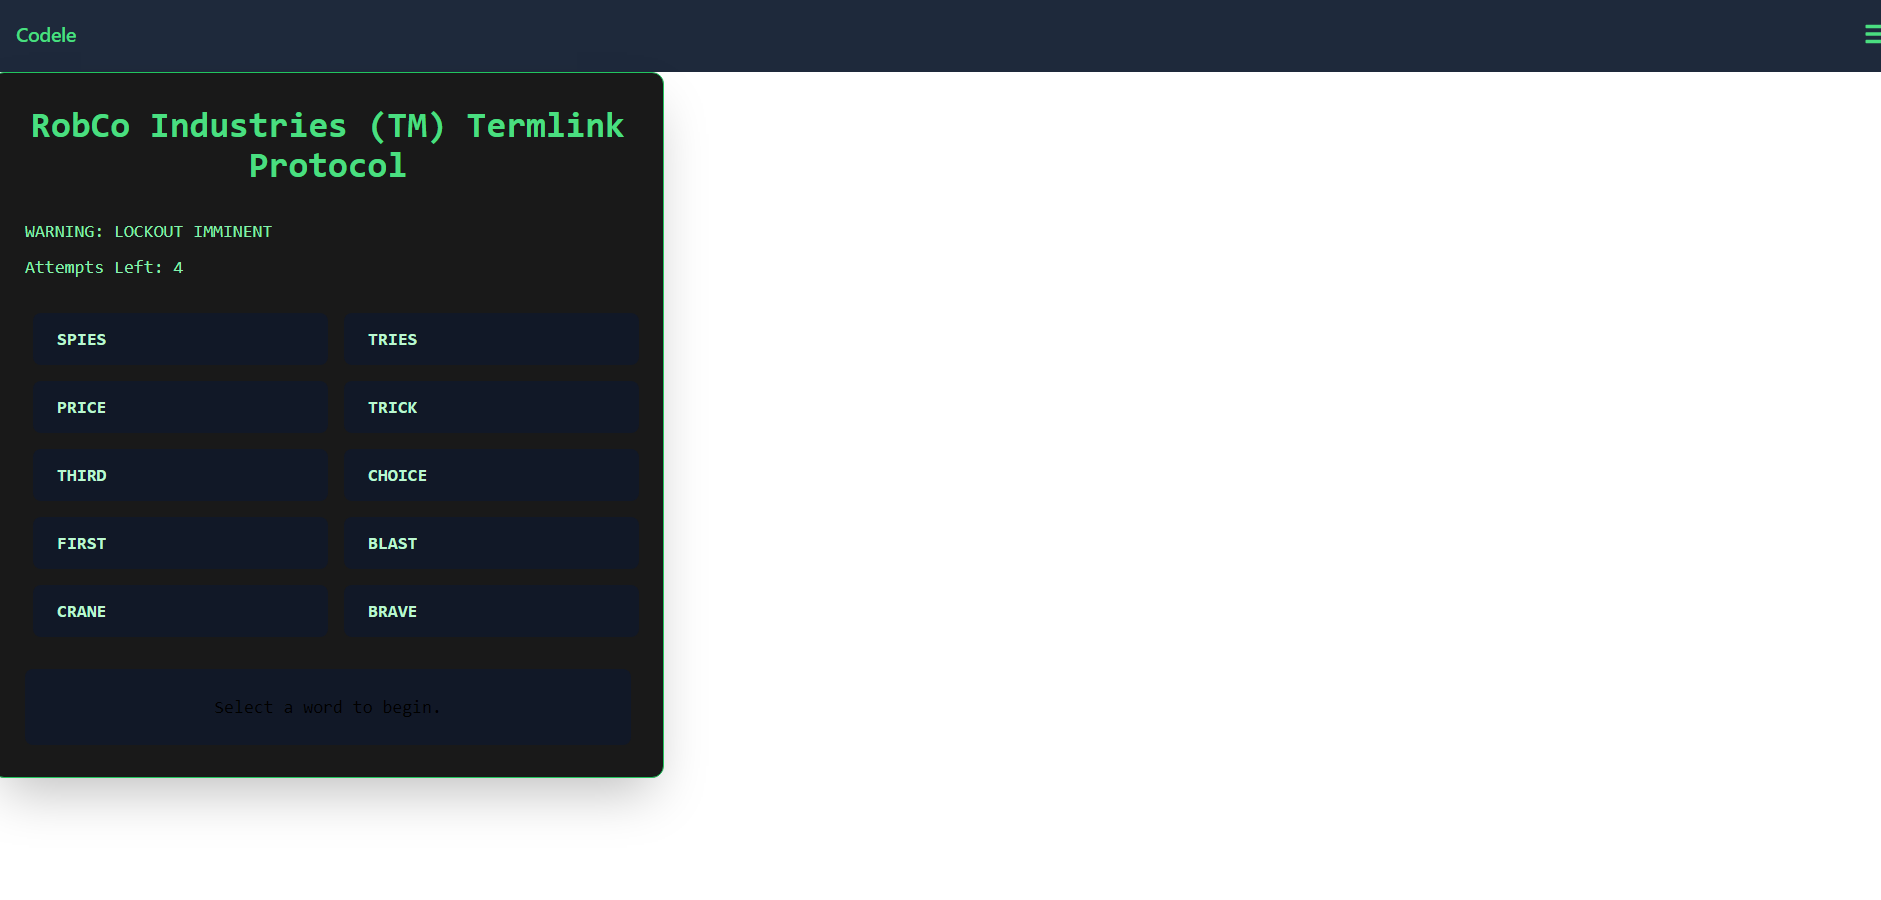 Codele
RobCo Industries (TM) Termlink
Protocol
WARNING: LOCKOUT IMMINENT
Attempts Left: 4
SPIES
TRIES
PRICE
TRICK
THIRD
CHOICE
FIRST
BLAST
CRANE
BRAVE
Select a word to begin.